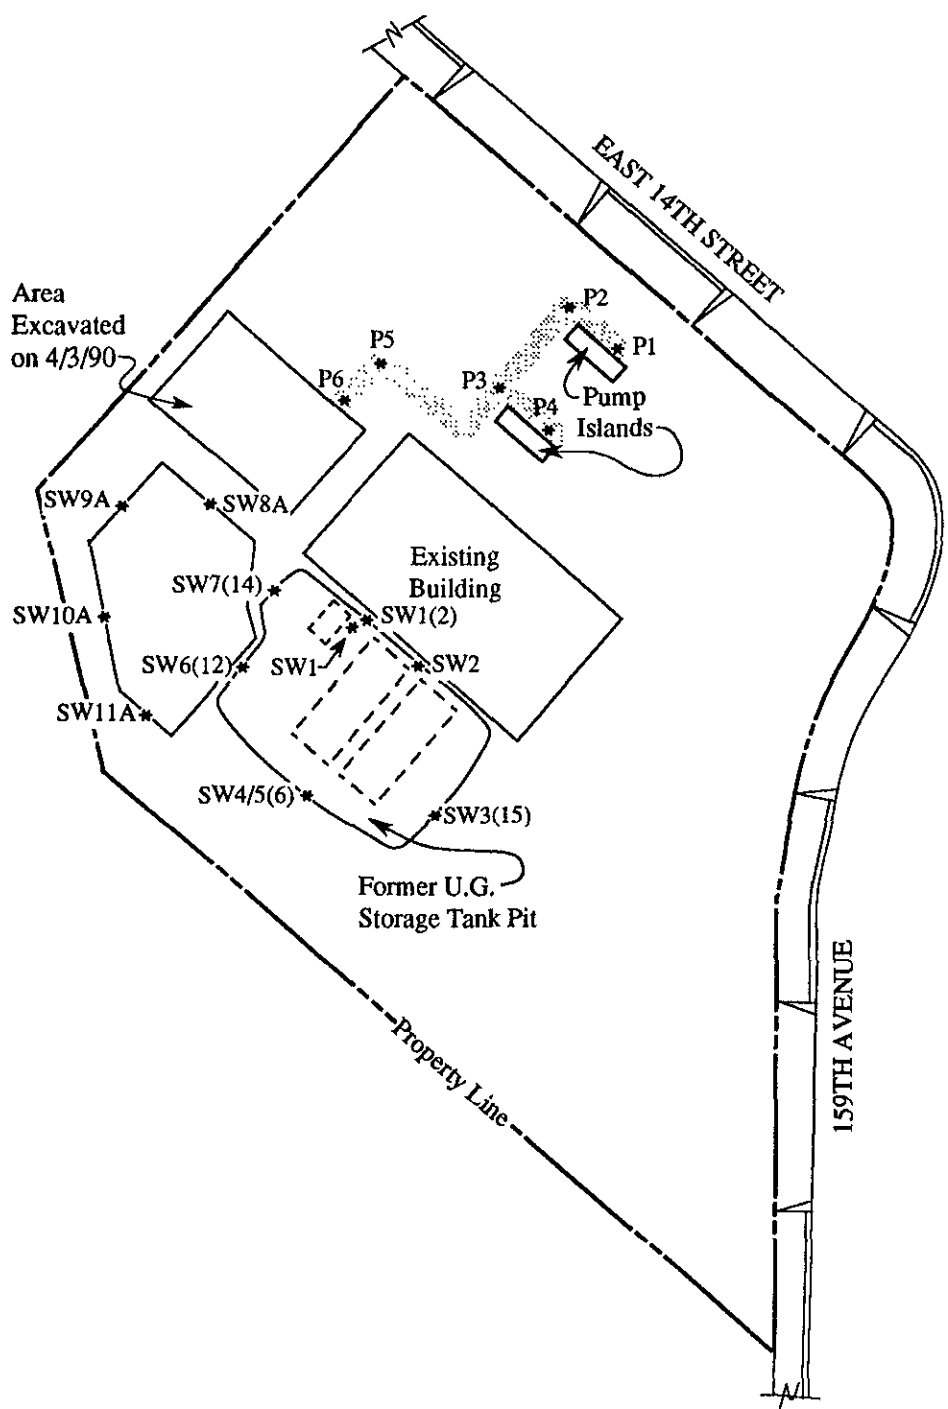 EAST 14TH STREET
Area
Excavated
on 4/3/90
P2
P1
P5
P6
P3
P4
Pump
Islands
SW9A
SW8A
Existing
Building
SW7(14)
SW10A
SW1(2)
SW6(12)
SW1
SW2
SW11A
SW4/5(6)
SW3(15)
Former U.G.
Storage Tank Pit
159TH AVENUE
Property Line